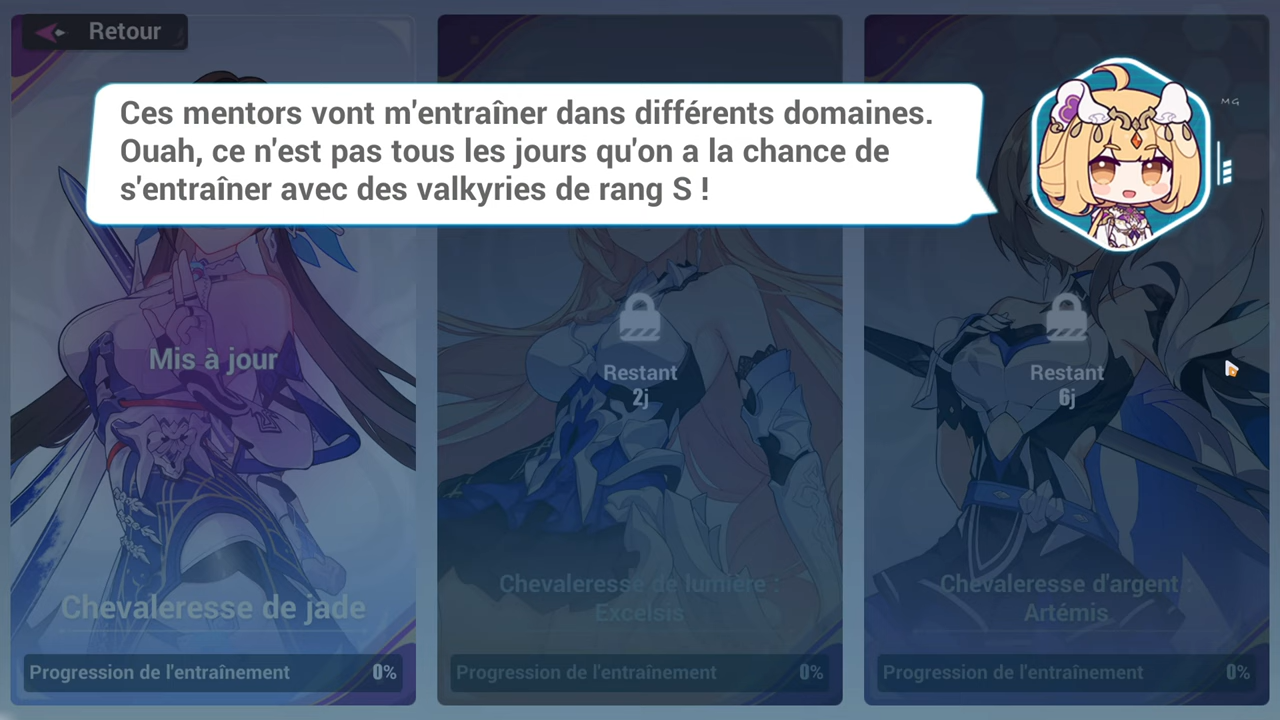 Retour
Ces mentors vont m'entraîner dans différents domaines.
Ouah, ce n'est pas tous les jours qu'on a la chance de
s'entraîner avec des valkyries de rang S !
MG
Mis à jour
Restant
2j
Restant
6j
Chevaleresse de jade
Chevaleresse de lumière :
Excelsis
Chevaleresse d'argent :
Artémis
Progression de l'entraînement 0%
Progression de l'entraînement 0%
Progression de l'entraînement 0%